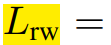 L_rw =